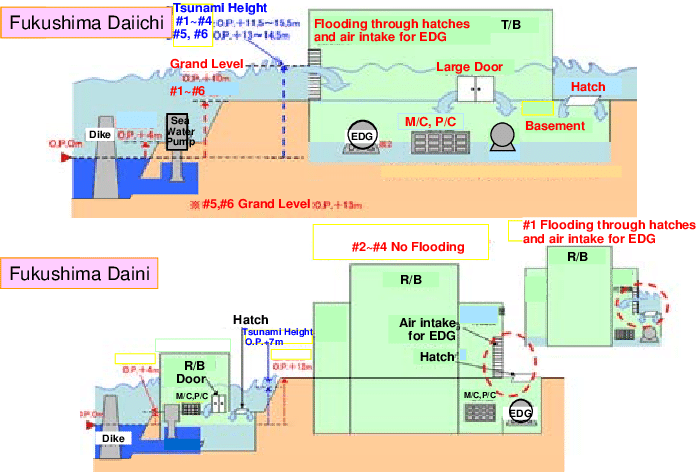 Fukushima Daiichi
Tsunami Height
#1~#4 O.P.+11.5~15.5m
#5, #6 O.P.+13~14.5m
Grand Level
O.P.+10m
#1~#6
Flooding through hatches
and air intake for EDG
T/B
Large Door
Hatch
Dike
O.P.+4m
Sea
Water
Pump
O.P.0m
EDG
※2
M/C, P/C
Basement
※ #5,#6 Grand Level:O.P.+13m
Fukushima Daini
#2~#4 No Flooding
#1 Flooding through hatches
and air intake for EDG
R/B
R/B
Hatch
Tsunami Height
O.P.+7m
O.P.+12m
Air intake
for EDG
Hatch
R/B
Door
M/C,P/C
O.P.+4m
O.P.0m
Dike
M/C,P/C
EDG